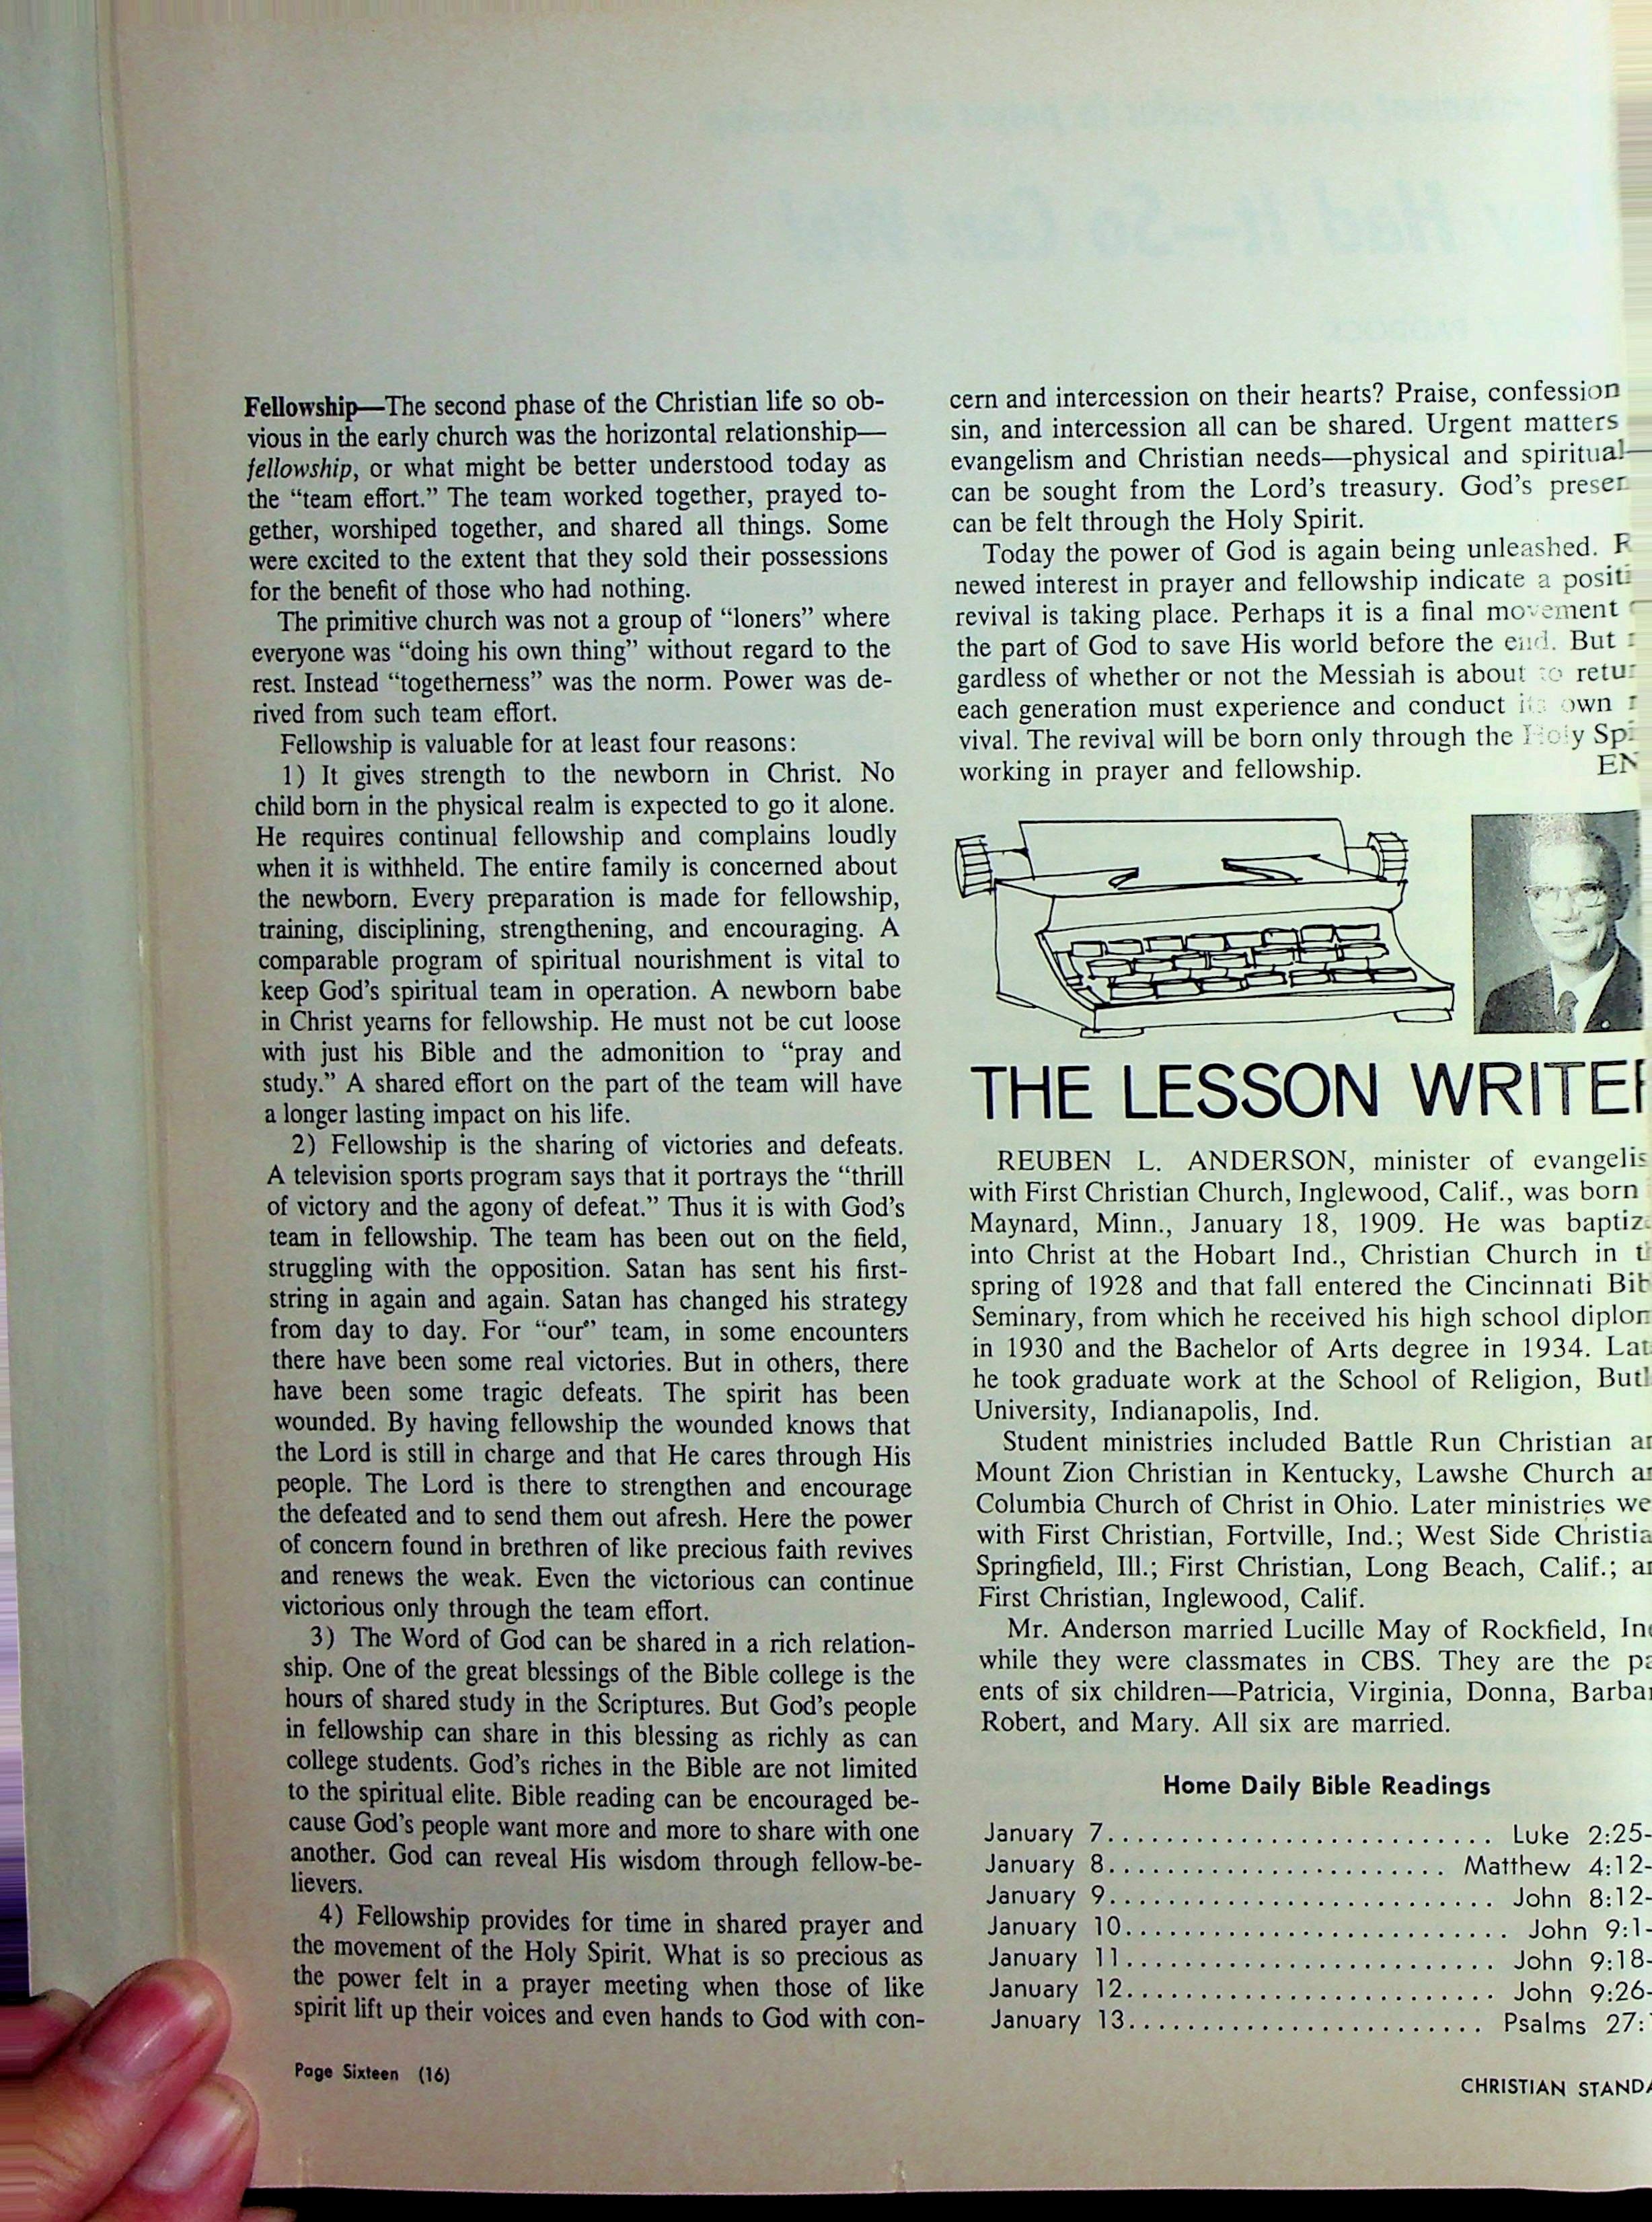 Fellowship—The second phase of the Christian life so ob-
vious in the early church was the horizontal relationship—
fellowship, or what might be better understood today as
the “team effort.” The team worked together, prayed to-
gether, worshiped together, and shared all things. Some
were excited to the extent that they sold their possessions
for the benefit of those who had nothing.
The primitive church was not a group of “loners” where
everyone was “doing his own thing” without regard to the
rest. Instead “togetherness” was the norm. Power was de-
rived from such team effort.
Fellowship is valuable for at least four reasons:
1) It gives strength to the newborn in Christ. No
child born in the physical realm is expected to go it alone.
He requires continual fellowship and complains loudly
when it is withheld. The entire family is concerned about
the newborn. Every preparation is made for fellowship,
training, disciplining, strengthening, and encouraging. A
comparable program of spiritual nourishment is vital to
keep God’s spiritual team in operation. A newborn babe
in Christ yearns for fellowship. He must not be cut loose
with just his Bible and the admonition to “pray and
study.” A shared effort on the part of the team will have
a longer lasting impact on his life.
2) Fellowship is the sharing of victories and defeats.
A television sports program says that it portrays the “thrill
of victory and the agony of defeat.” Thus it is with God’s
team in fellowship. The team has been out on the field,
struggling with the opposition. Satan has sent his first-
string in again and again. Satan has changed his strategy
from day to day. For “our” team, in some encounters
there have been some real victories. But in others, there
have been some tragic defeats. The spirit has been
wounded. By having fellowship the wounded knows that
the Lord is still in charge and that He cares through His
people. The Lord is there to strengthen and encourage
the defeated and to send them out afresh. Here the power
of concern found in brethren of like precious faith revives
and renews the weak. Even the victorious can continue
victorious only through the team effort.
3) The Word of God can be shared in a rich relation-
ship. One of the great blessings of the Bible college is the
hours of shared study in the Scriptures. But God’s people
in fellowship can share in this blessing as richly as can
college students. God’s riches in the Bible are not limited
to the spiritual elite. Bible reading can be encouraged be-
cause God’s people want more and more to share with one
another. God can reveal His wisdom through fellow-be-
lievers.
4) Fellowship provides for time in shared prayer and
the movement of the Holy Spirit. What is so precious as
the power felt in a prayer meeting when those of like
spirit lift up their voices and even hands to God with con-
Page Sixteen (16)
cern and intercession on their hearts? Praise, confession
sin, and intercession all can be shared. Urgent matters
evangelism and Christian needs—physical and spiritual—
can be sought from the Lord’s treasury. God’s
can be felt through the Holy Spirit.
Today the power of God is again being unleashed.
newed interest in prayer and fellowship indicate a
revival is taking place. Perhaps it is a final movement
the part of God to save His world before the end. But
gardless of whether or not the Messiah is about to
each generation must experience and conduct its own
vival. The revival will be born only through the Holy
working in prayer and fellowship.
THE LESSON
REUBEN L. ANDERSON, minister of
with First Christian Church, Inglewood, Calif., was born
Maynard, Minn., January 18, 1909. He was
into Christ at the Hobart Ind., Christian Church in
spring of 1928 and that fall entered the Cincinnati
Seminary, from which he received his high school
in 1930 and the Bachelor of Arts degree in 1934.
he took graduate work at the School of Religion,
University, Indianapolis, Ind.
Student ministries included Battle Run Christian
Mount Zion Christian in Kentucky, Lawshe Church
Columbia Church of Christ in Ohio. Later ministries
with First Christian, Fortville, Ind.; West Side
Springfield, Ill.; First Christian, Long Beach, Calif.;
First Christian, Inglewood, Calif.
Mr. Anderson married Lucille May of Rockfield,
while they were classmates in CBS. They are the
ents of six children—Patricia, Virginia, Donna,
Robert, and Mary. All six are married.
Home Daily Bible Readings
January 7 Luke 2:25-
January 8 Matthew 4:12-
January 9 John 8:12-
January 10 John 9:1-
January 11 John 9:18-
January 12 John 9:26-
January 13 Psalms 27:
CHRISTIAN